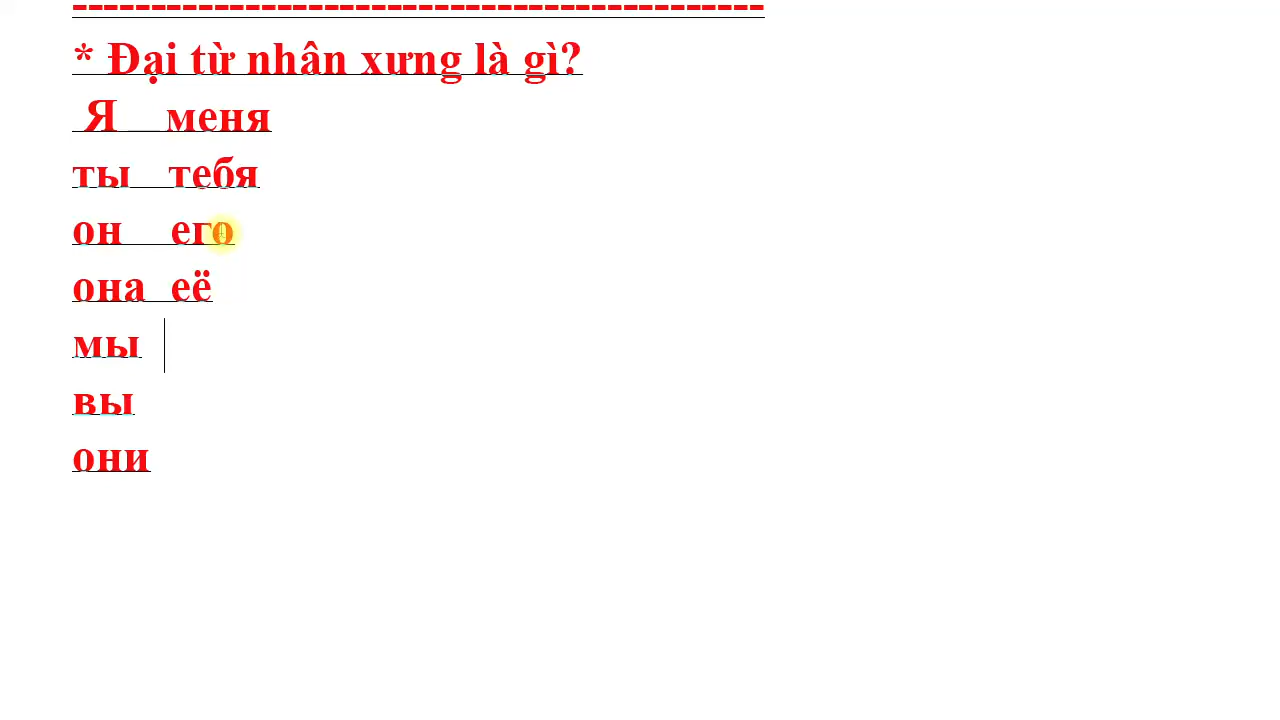 ---------------------------------------------
* Đại từ nhân xưng là gì?
Я меня
ты тебя
он его
она её
мы
вы
они